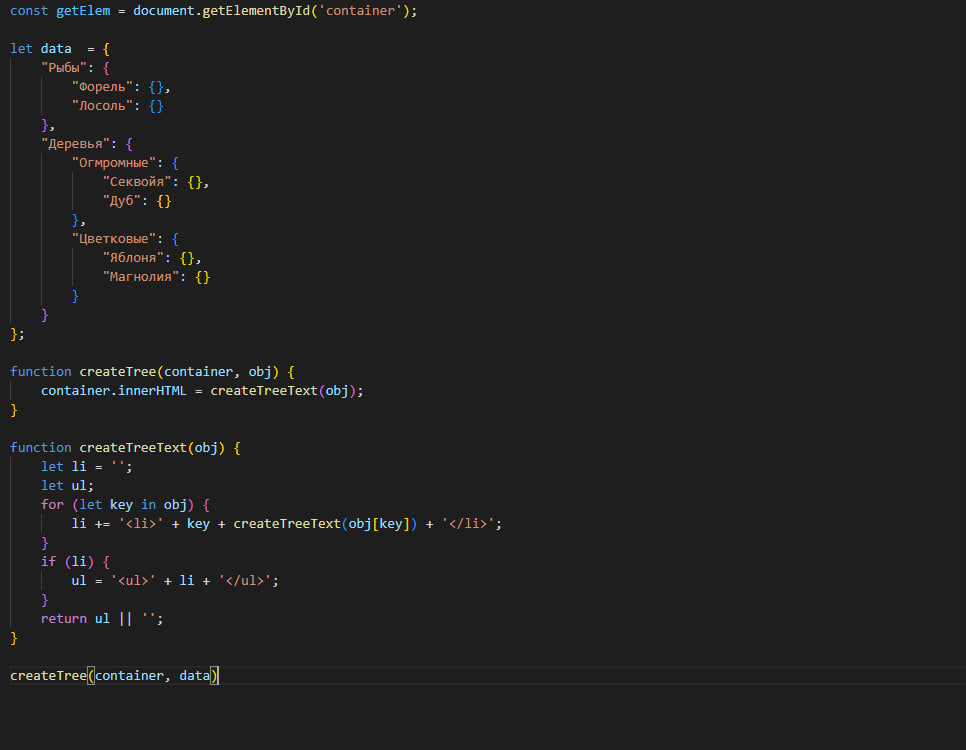 const getElem = document.getElementById('container');
let data  = {
"Рыбы": {
"Форель": {},
"Лосоль": {}
},
"Деревья": {
"Огмромные": {
"Секвойя": {},
"Дуб": {}
},
"Цветковые": {
"Яблоня": {},
"Магнолия": {}
}
}
};
function createTree(container, obj) {
container.innerHTML = createTreeText(obj);
}
function createTreeText(obj) {
let li = '';
let ul;
for (let key in obj) {
li += '<li>' + key + createTreeText(obj[key]) + '</li>';
}
if (li) {
ul = '<ul>' + li + '</ul>';
}
return ul || '';
}
createTree(container, data)